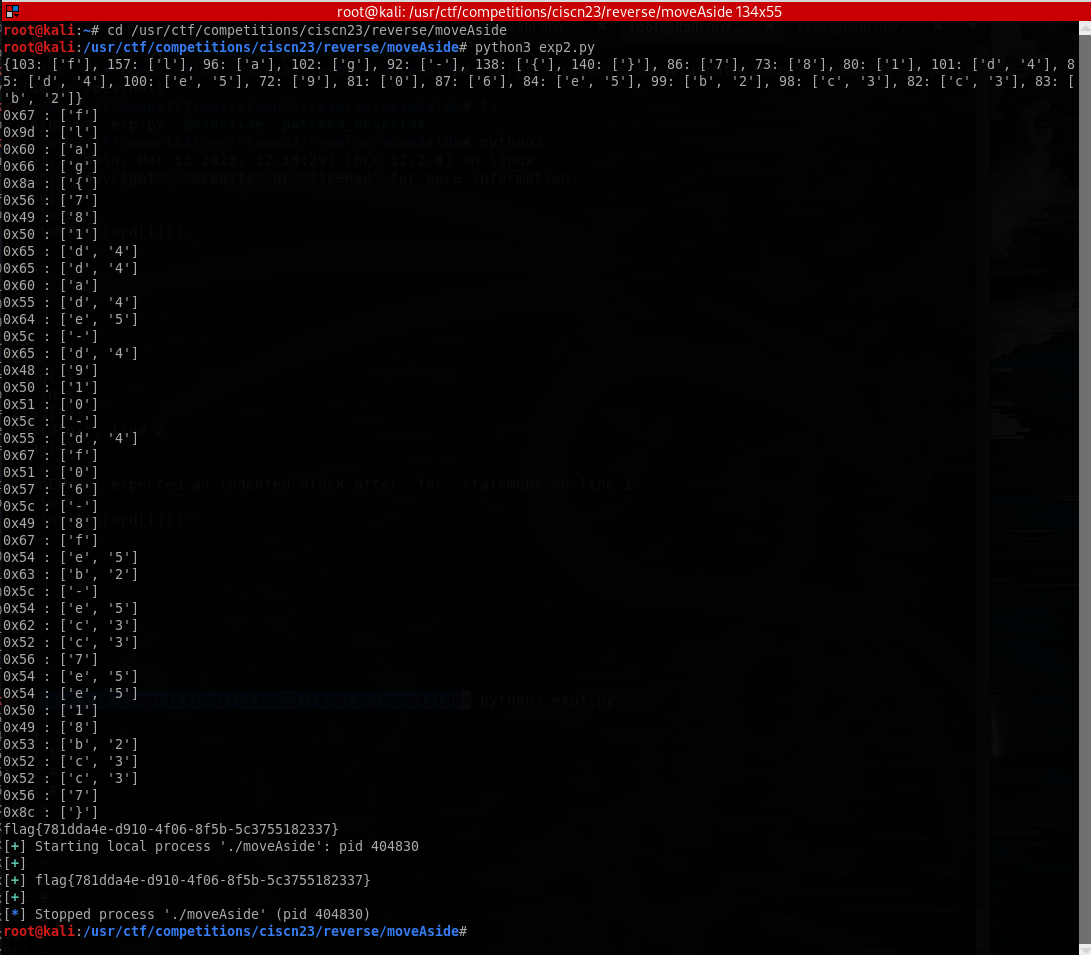 root@kali: /usr/ctf/competitions/ciscn23/reverse/moveAside 134x55
root@kali:~# cd /usr/ctf/competitions/ciscn23/reverse/moveAside
root@kali:/usr/ctf/competitions/ciscn23/reverse/moveAside# python3 exp2.py
{103: ['f'], 157: ['l'], 96: ['a'], 102: ['g'], 92: ['-'], 138: ['{'], 140: ['}'], 86: ['7'], 73: ['8'], 80: ['1'], 101: ['d', '4'], 8
5: ['d', '4'], 100: ['e', '5'], 72: ['9'], 81: ['0'], 87: ['6'], 84: ['e', '5'], 99: ['b', '2'], 98: ['c', '3'], 82: ['c', '3'], 83: [
'b', '2']}
0x67 : ['f']
0x9d : ['l']
0x60 : ['a']
0x66 : ['g']
0x8a : ['{']
0x56 : ['7']
0x49 : ['8']
0x50 : ['1']
0x65 : ['d', '4']
0x65 : ['d', '4']
0x60 : ['a']
0x55 : ['d', '4']
0x64 : ['e', '5']
0x5c : ['-']
0x65 : ['d', '4']
0x48 : ['9']
0x50 : ['1']
0x51 : ['0']
0x5c : ['-']
0x55 : ['d', '4']
0x67 : ['f']
0x51 : ['0']
0x57 : ['6']
0x5c : ['-']
0x49 : ['8']
0x67 : ['f']
0x54 : ['e', '5']
0x63 : ['b', '2']
0x5c : ['-']
0x54 : ['e', '5']
0x62 : ['c', '3']
0x52 : ['c', '3']
0x56 : ['7']
0x54 : ['e', '5']
0x54 : ['e', '5']
0x50 : ['1']
0x49 : ['8']
0x53 : ['b', '2']
0x52 : ['c', '3']
0x52 : ['c', '3']
0x56 : ['7']
0x8c : ['}']
flag{781dda4e-d910-4f06-8f5b-5c3755182337}
[+] Starting local process './moveAside': pid 404830
[+]
[+] flag{781dda4e-d910-4f06-8f5b-5c3755182337}
[+]
[*] Stopped process './moveAside' (pid 404830)
root@kali:/usr/ctf/competitions/ciscn23/reverse/moveAside#